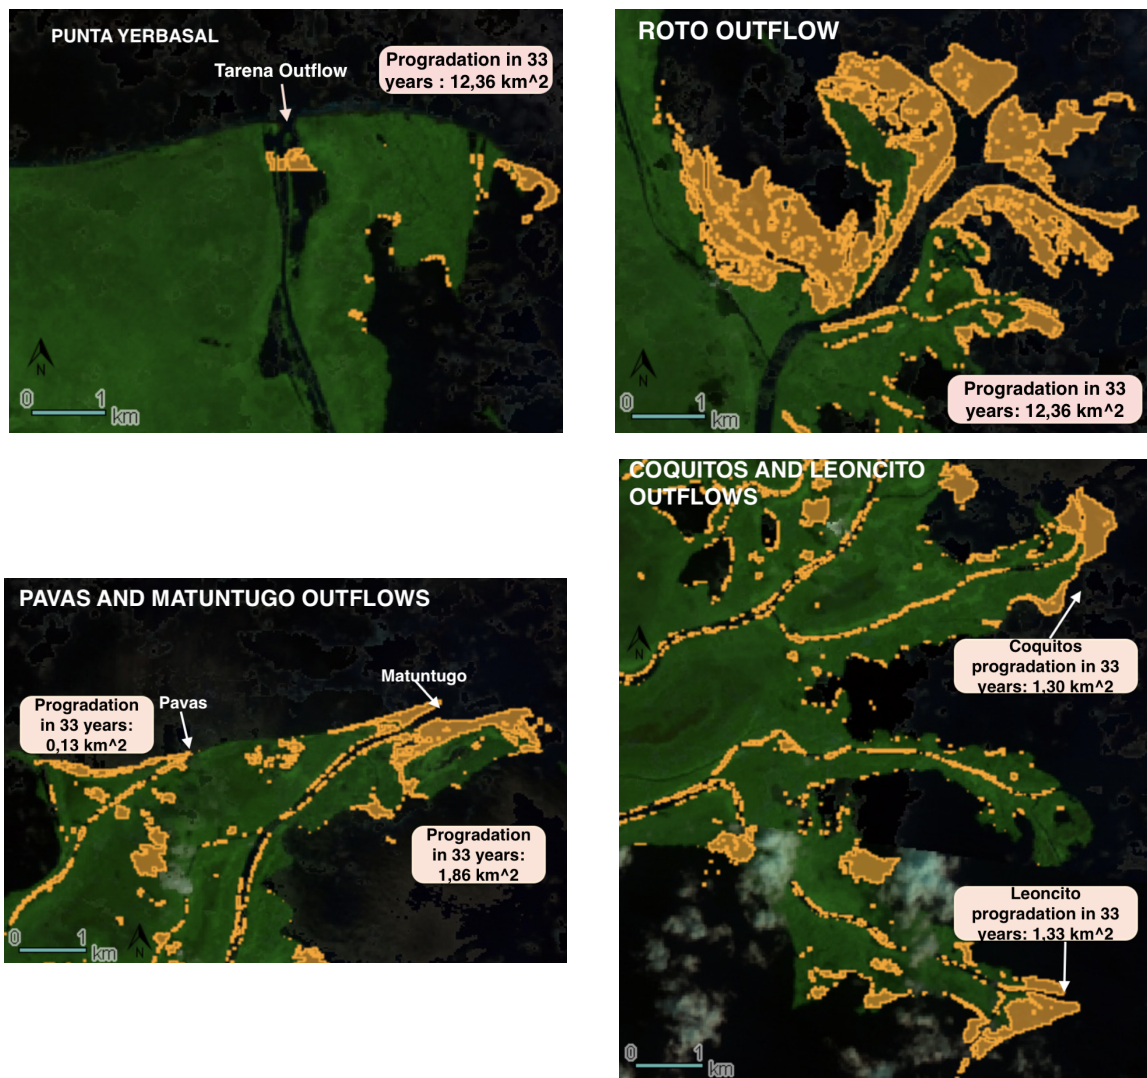 PUNTA YERBASAL
Progradation in 33
years : 12,36 km^2
Tarena Outflow
N
0 1
km
ROTO OUTFLOW
N
0 1
km
Progradation in 33
years: 12,36 km^2
PAVAS AND MATUNTUGO OUTFLOWS
Matuntugo
Progradation
in 33 years:
0,13 km^2
Pavas
Progradation
in 33 years:
1,86 km^2
N
0 1
km
COQUITOS AND LEONCITO
OUTFLOWS
N
Coquitos
progradation in 33
years: 1,30 km^2
Leoncito
progradation in 33
years: 1,33 km^2
0 1
km